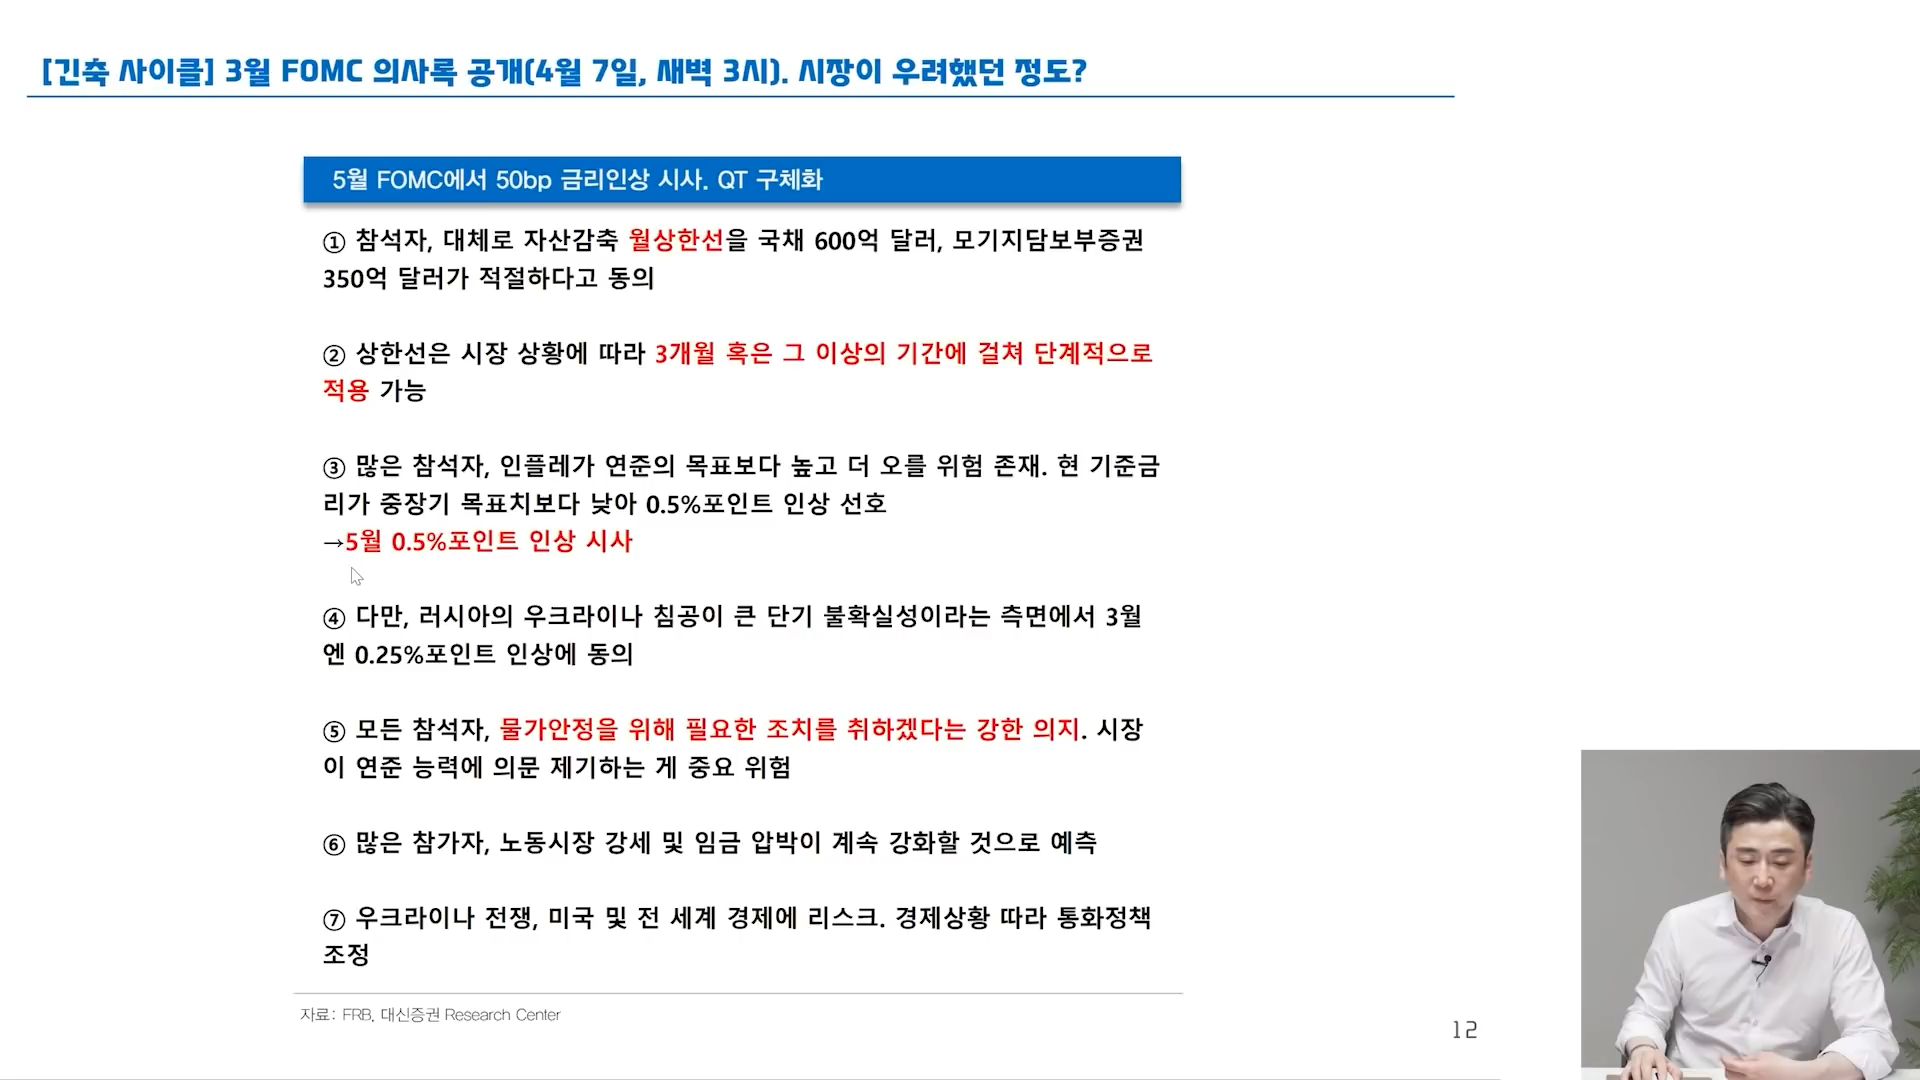 [긴축 사이클] 3월 FOMC 의사록 공개(4월 7일, 새벽 3시). 시장이 우려했던 정도?
5월 FOMC에서 50bp 금리인상 시사. QT 구체화
① 참석자, 대체로 자산감축 월상한선을 국채 600억 달러, 모기지담보부증권
350억 달러가 적절하다고 동의
② 상한선은 시장 상황에 따라 3개월 혹은 그 이상의 기간에 걸쳐 단계적으로
적용 가능
③ 많은 참석자, 인플레가 연준의 목표보다 높고 더 오를 위험 존재. 현 기준금
리가 중장기 목표치보다 낮아 0.5%포인트 인상 선호
→5월 0.5%포인트 인상 시사
④ 다만, 러시아의 우크라이나 침공이 큰 단기 불확실성이라는 측면에서 3월
엔 0.25%포인트 인상에 동의
⑤ 모든 참석자, 물가안정을 위해 필요한 조치를 취하겠다는 강한 의지. 시장
이 연준 능력에 의문 제기하는 게 중요 위험
⑥ 많은 참가자, 노동시장 강세 및 임금 압박이 계속 강화할 것으로 예측
⑦ 우크라이나 전쟁, 미국 및 전 세계 경제에 리스크. 경제상황 따라 통화정책
조정
자료: FRB, 대신증권 Research Center
12